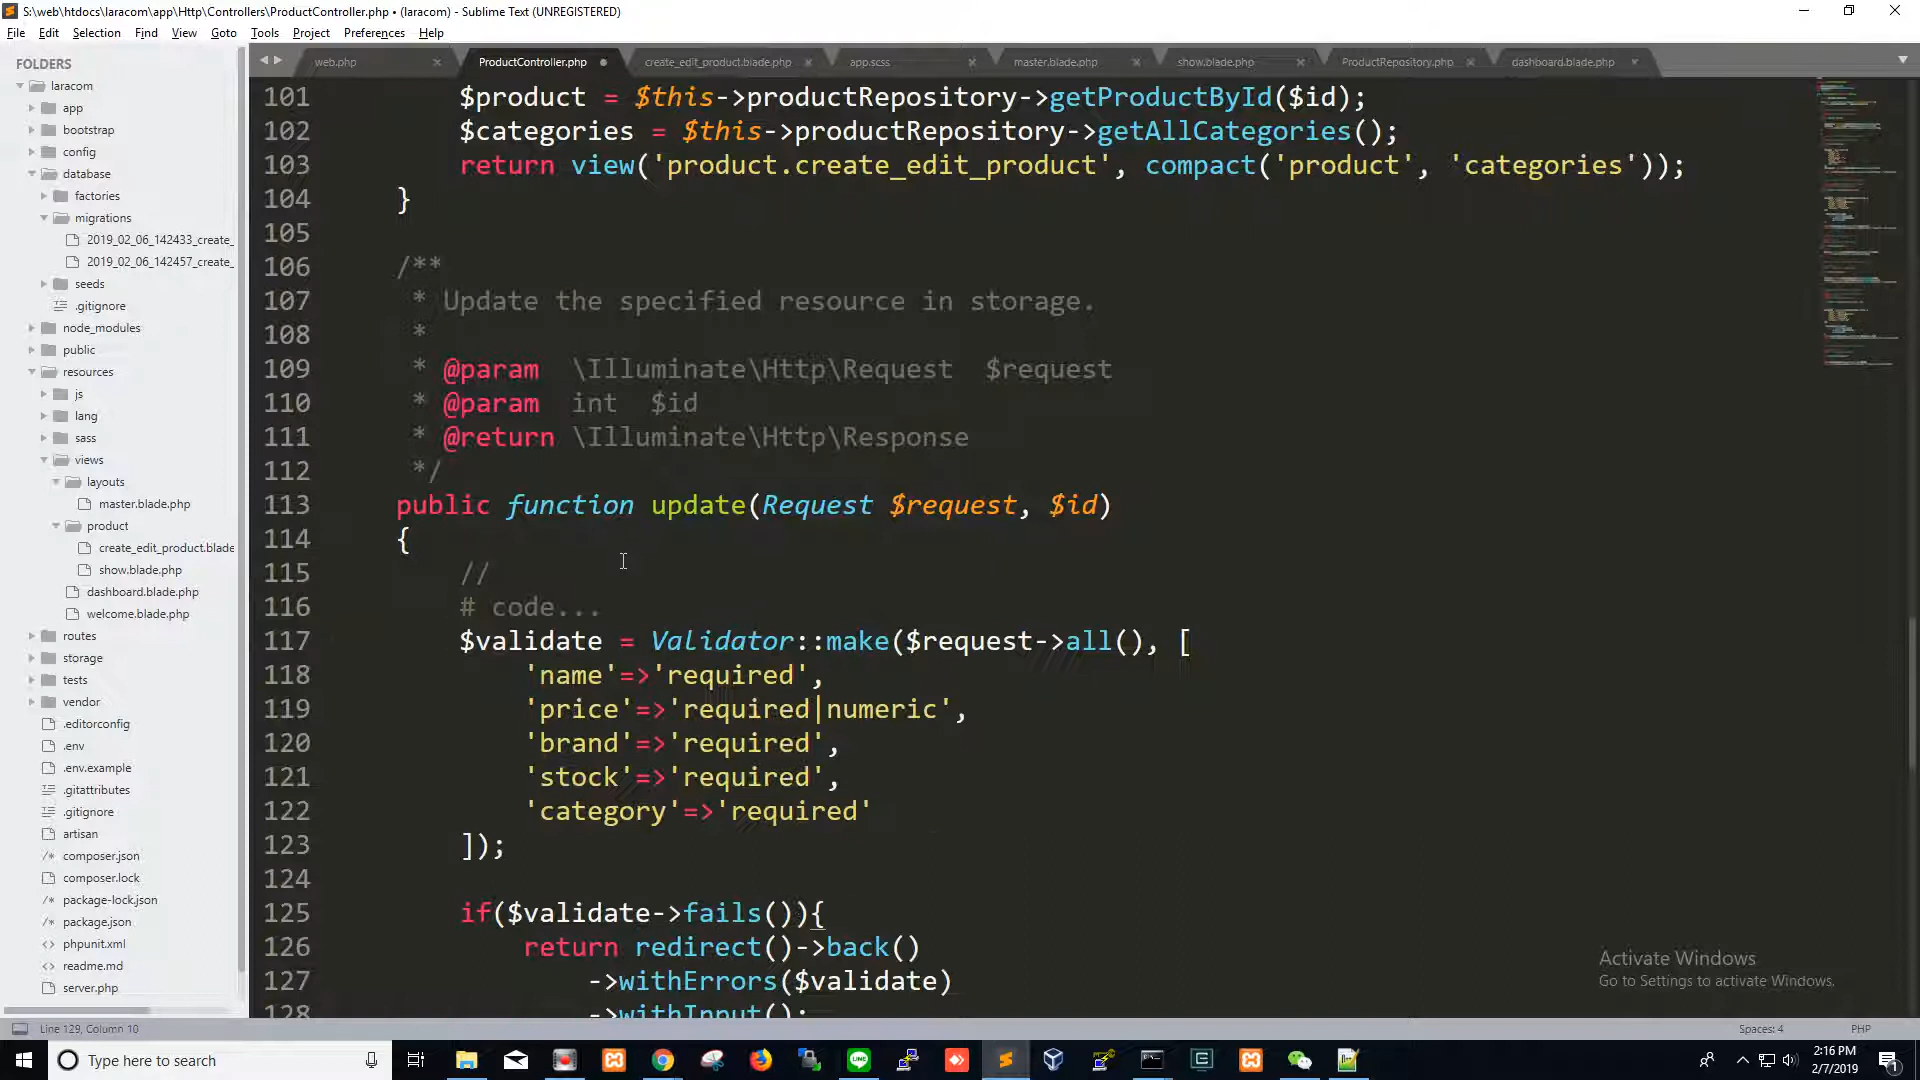 S:\web\htdocs\laracom\app\Http\Controllers\ProductController.php • (laracom) - Sublime Text (UNREGISTERED)
File Edit Selection Find View Goto Tools Project Preferences Help
FOLDERS
laracom
app
bootstrap
config
database
factories
migrations
2019_02_06_142433_create_
2019_02_06_142457_create_
seeds
.gitignore
node_modules
public
resources
js
lang
sass
views
layouts
master.blade.php
product
create_edit_product.blade
show.blade.php
dashboard.blade.php
welcome.blade.php
routes
storage
tests
vendor
.editorconfig
.env
.env.example
.gitattributes
.gitignore
artisan
composer.json
composer.lock
package-lock.json
package.json
phpunit.xml
readme.md
server.php
web.php ProductController.php create_edit_product.blade.php app.scss master.blade.php show.blade.php ProductRepository.php dashboard.blade.php
101 $product = $this->productRepository->getProductById($id);
102 $categories = $this->productRepository->getAllCategories();
103 return view('product.create_edit_product', compact('product', 'categories'));
104 }
105
106 /**
107 * Update the specified resource in storage.
108 *
109 * @param \Illuminate\Http\Request $request
110 * @param int $id
111 * @return \Illuminate\Http\Response
112 */
113 public function update(Request $request, $id)
114 {
115 //
116 # code...
117 $validate = Validator::make($request->all(), [
118 'name'=>'required',
119 'price'=>'required|numeric',
120 'brand'=>'required',
121 'stock'=>'required',
122 'category'=>'required'
123 ]);
124
125 if($validate->fails()){
126 return redirect()->back()
127 ->withErrors($validate)
128 ->withInput();
Activate Windows
Go to Settings to activate Windows.
Line 129, Column 10
Spaces: 4
PHP
Type here to search
2:16 PM
2/7/2019
1